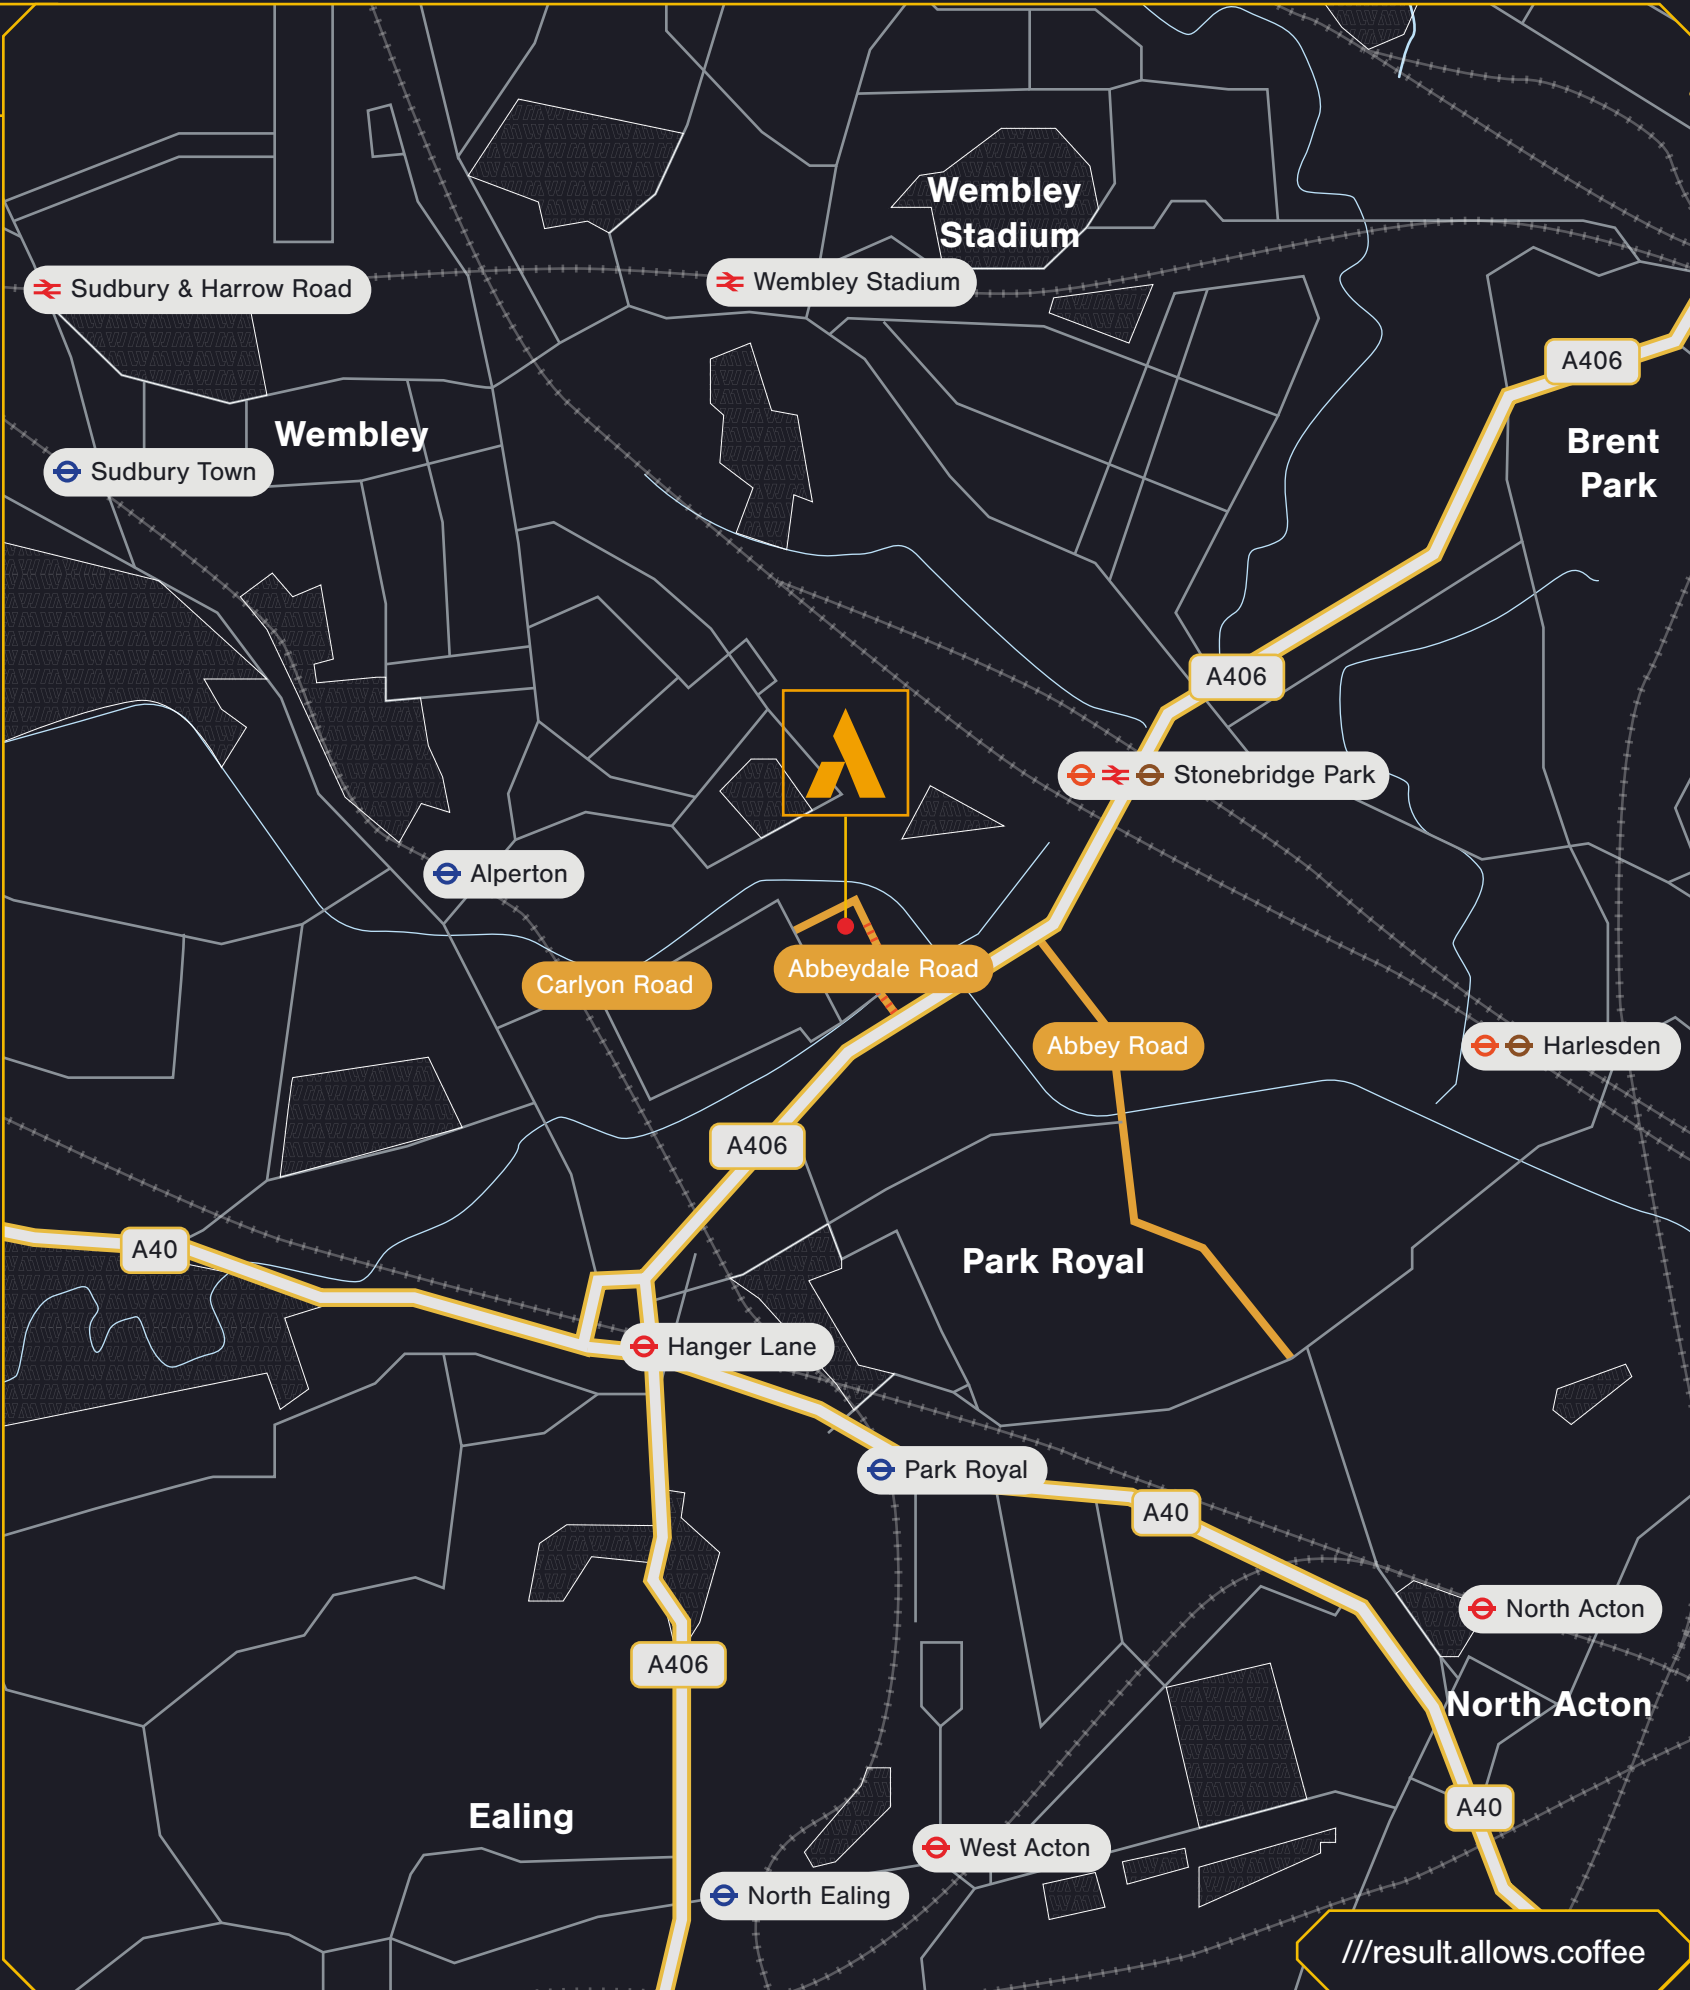 Wembley
Stadium
Sudbury & Harrow Road
Wembley Stadium
A406
Wembley
Brent
Park
Sudbury Town
A406
Stonebridge Park
Alperton
Abbeydale Road
Carlyon Road
Abbey Road
Harlesden
A406
A40
Park Royal
Hanger Lane
Park Royal
A40
North Acton
A406
North Acton
A40
Ealing
West Acton
North Ealing
///result.allows.coffee